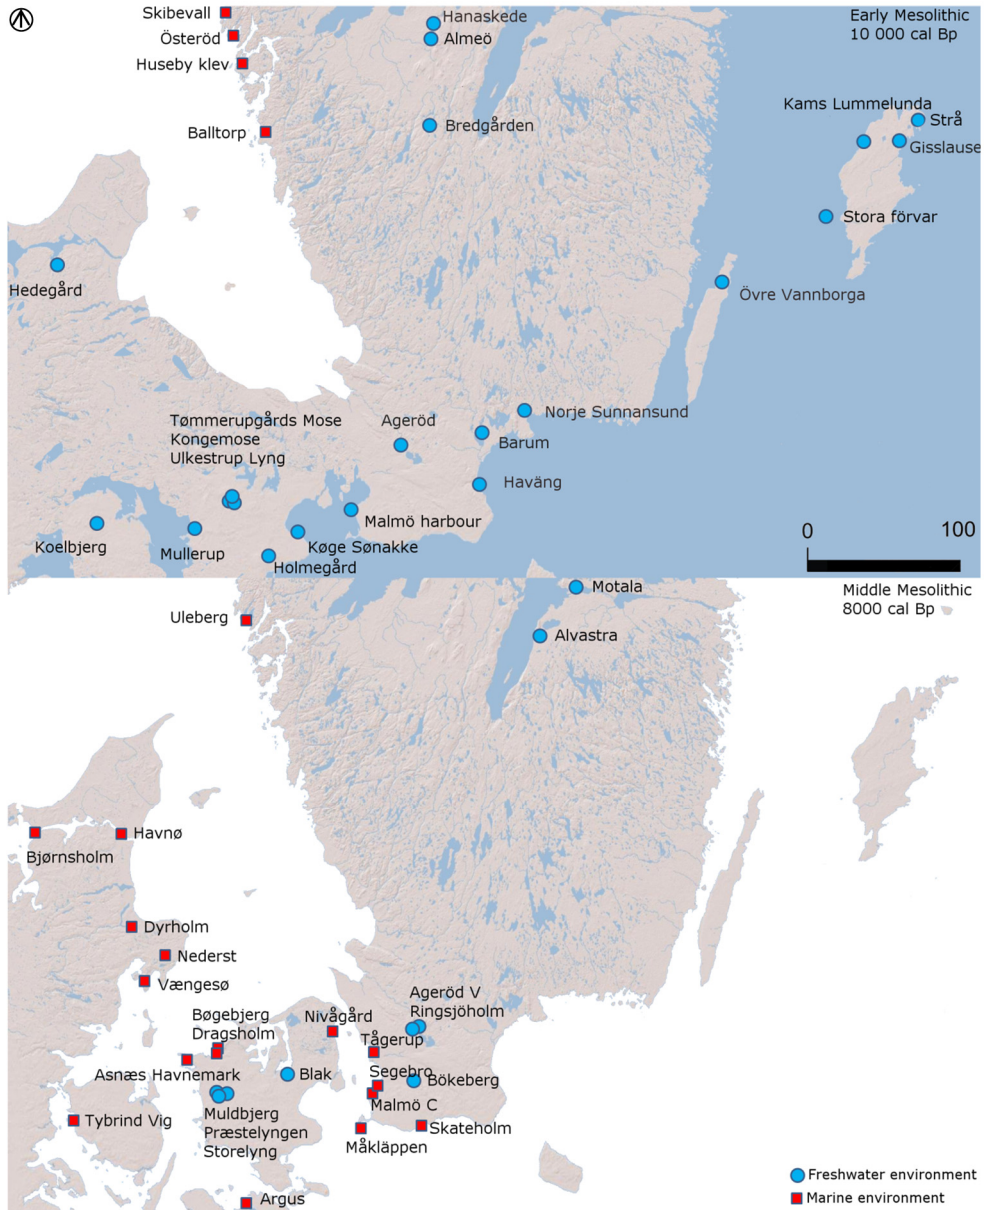 Skibevall
Hanaskede
Early Mesolithic
10 000 cal Bp
Österöd
Almeö
Huseby klev
Kams Lummelunda
Strå
Balltorp
Bredgården
Gisslause
Stora förvar
Hedegård
Övre Vannborga
Norje Sunnansund
Tømmerupgårds Mose
Kongemose
Ulkestrup Lyng
Ageröd
Barum
Haväng
Malmö harbour
Koelbjerg
Mullerup
Køge Sønakke
Holmegård
0 100
Middle Mesolithic
8000 cal Bp
Motala
Uleberg
Alvastra
Havnø
Bjørnsholm
Dyrholm
Nederst
Vængesø
Ageröd V
Ringsjöholm
Bøgebjerg
Dragsholm
Nivågård
Tågerup
Asnæs Havnemark
Blak
Segebro
Bökeberg
Malmö C
Tybrind Vig
Muldbjerg
Præstelyngen
Storelyng
Skateholm
Måkläppen
Argus
Freshwater environment
Marine environment